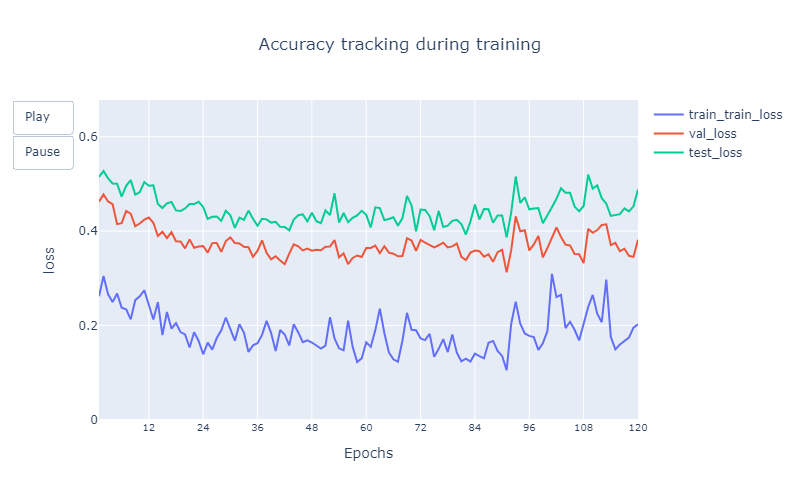 Accuracy tracking during training
Play
Pause
0.6
0.4
0.2
0
loss
12 24 36 48 60 72 84 96 108 120
Epochs
train_train_loss
val_loss
test_loss